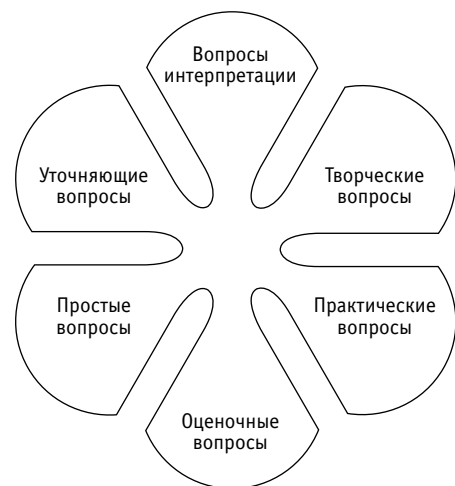 Вопросы
интерпретации
Уточняющие
вопросы
Творческие
вопросы
Простые
вопросы
Практические
вопросы
Оценочные
вопросы